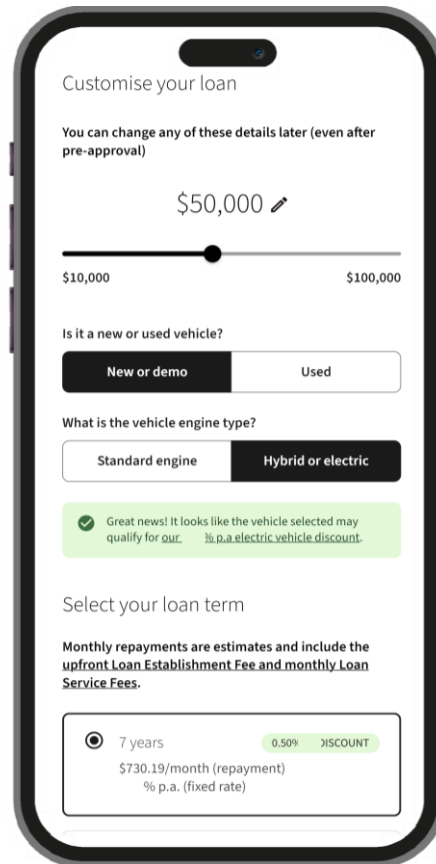 Customise your loan
You can change any of these details later (even after
pre-approval)
$50,000
$10,000
$100,000
Is it a new or used vehicle?
New or demo
Used
What is the vehicle engine type?
Standard engine
Hybrid or electric
Great news! It looks like the vehicle selected may
qualify for our % p.a electric vehicle discount.
Select your loan term
Monthly repayments are estimates and include the
upfront Loan Establishment Fee and monthly Loan
Service Fees.
7 years
0.50%
$730.19/month (repayment)
% p.a. (fixed rate)